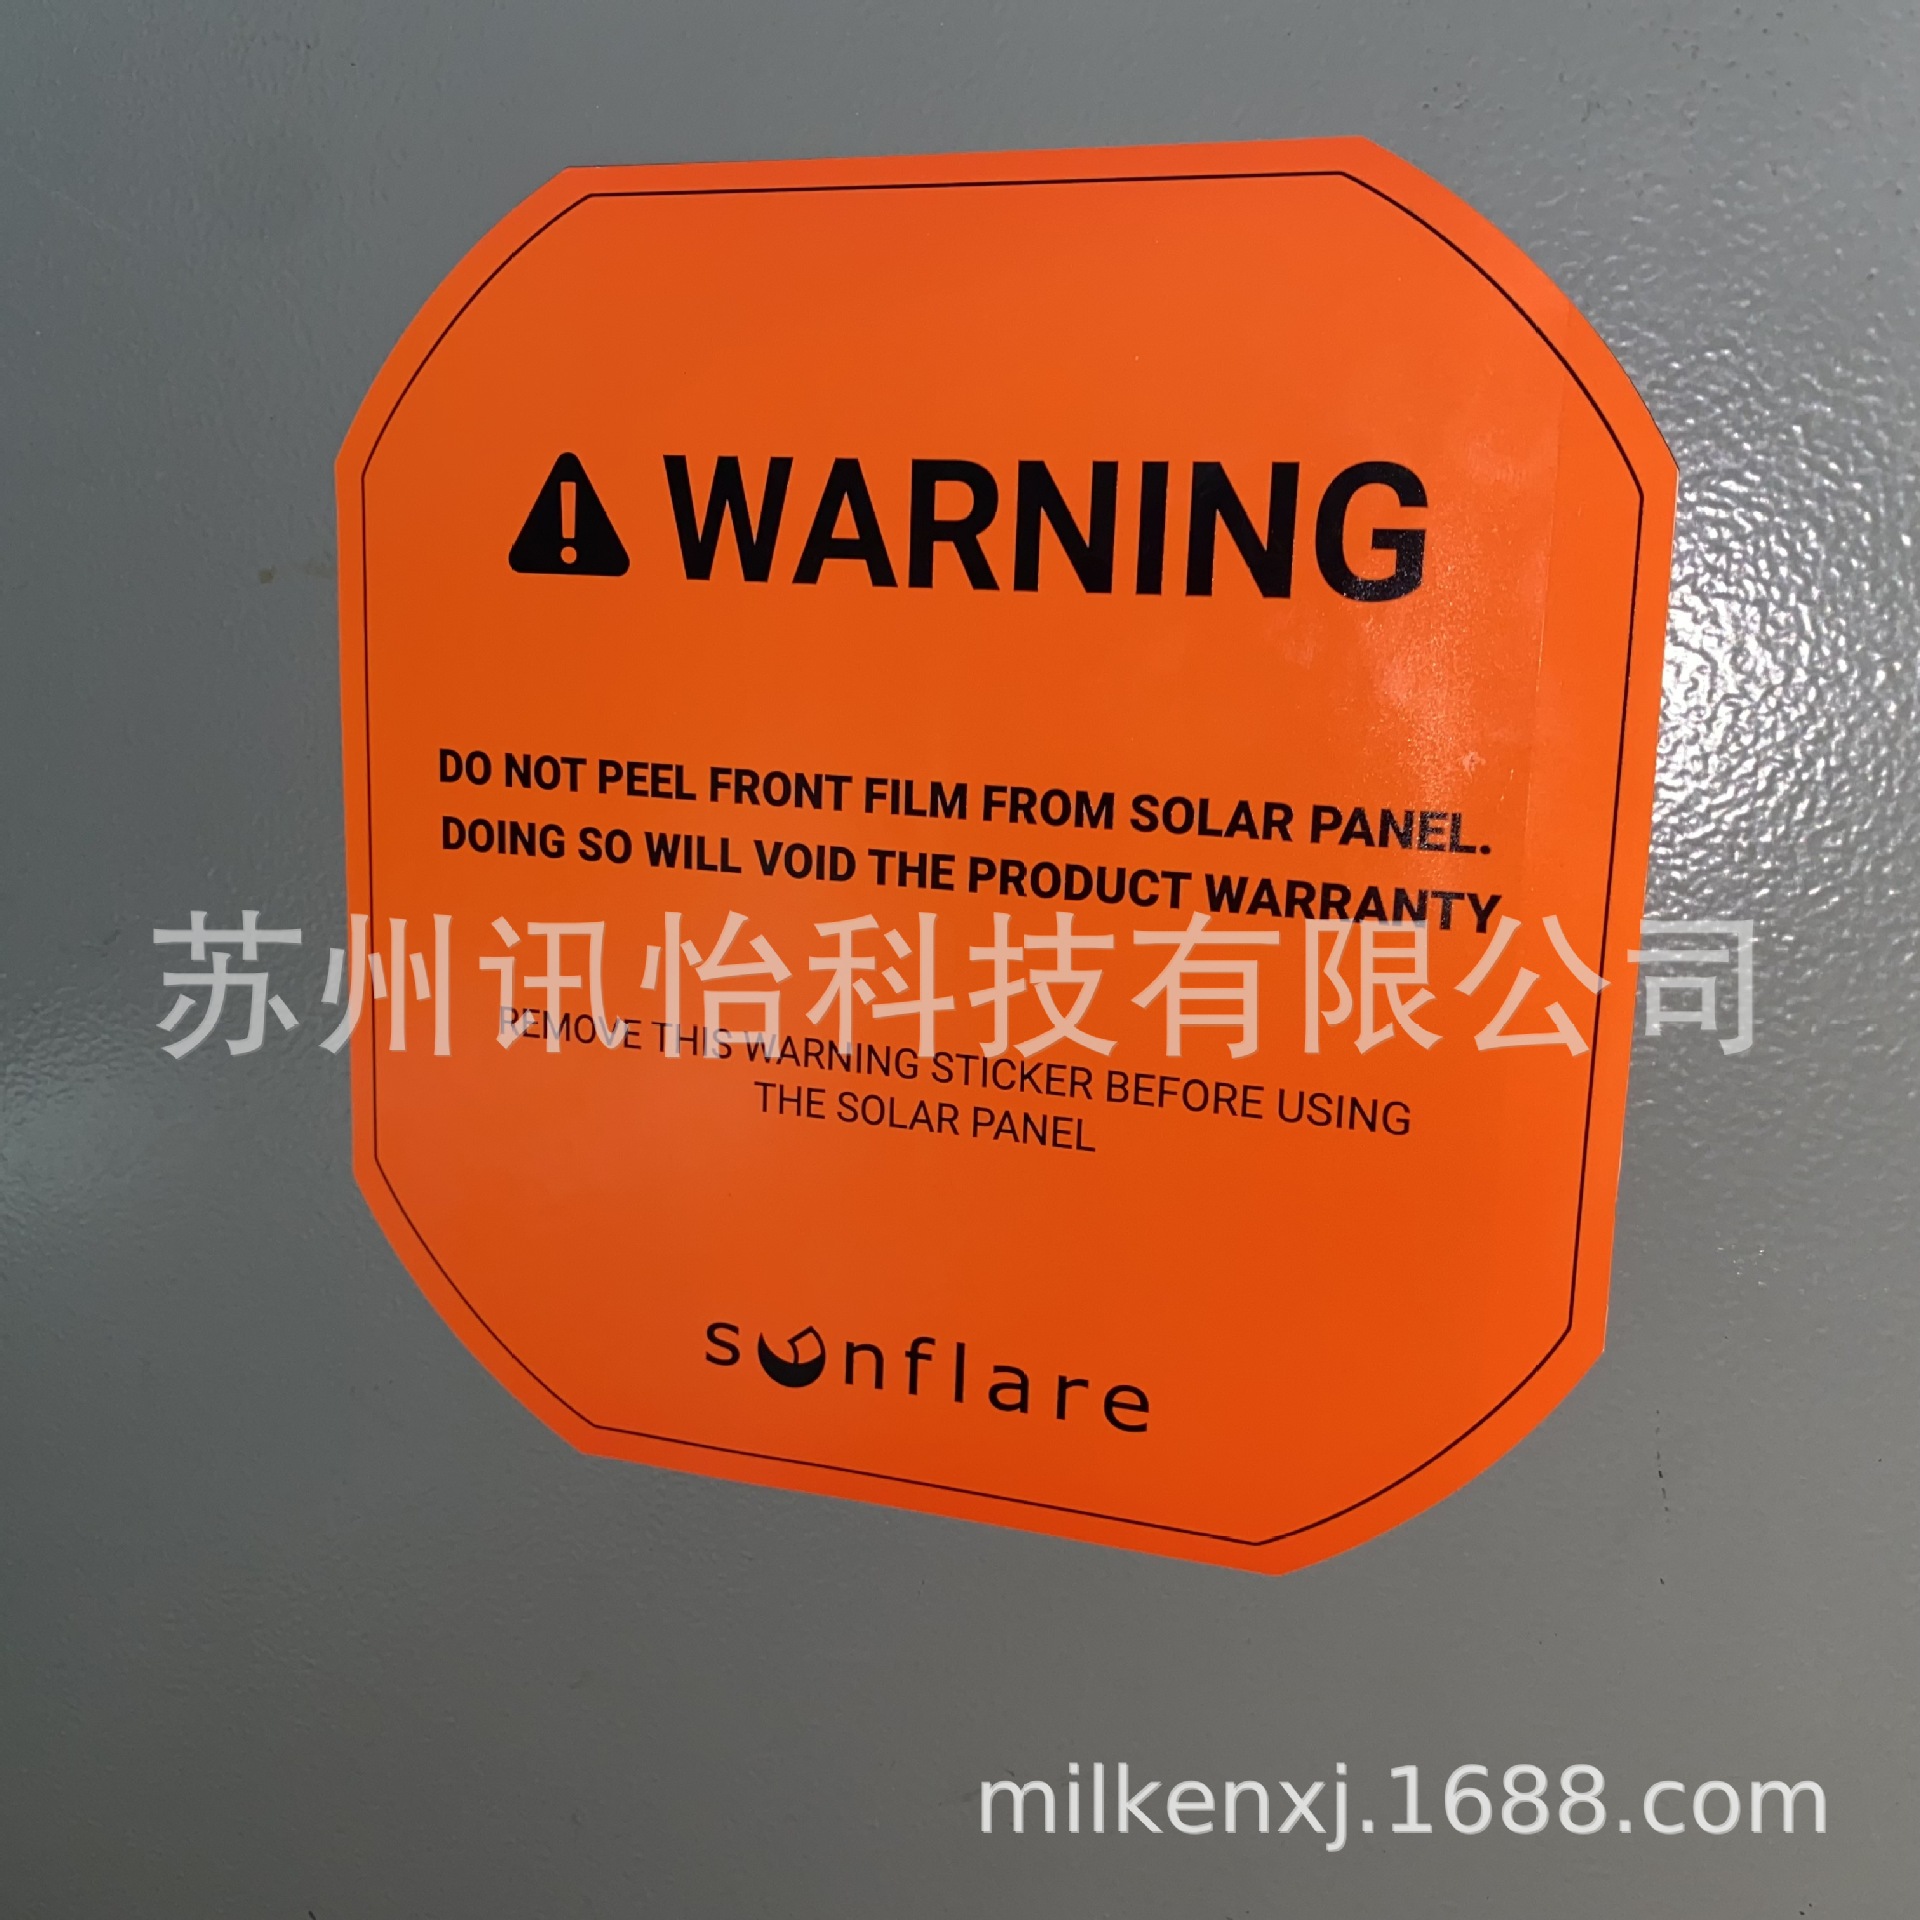 WARNING
DO NOT PEEL FRONT FILM FROM SOLAR PANEL.
DOING SO WILL VOID THE PRODUCT WARRANTY
苏州讯怡科技有限公司
REMOVE THIS WARNING STICKER BEFORE USING
THE SOLAR PANEL
sunflare
milkenxj.1688.com